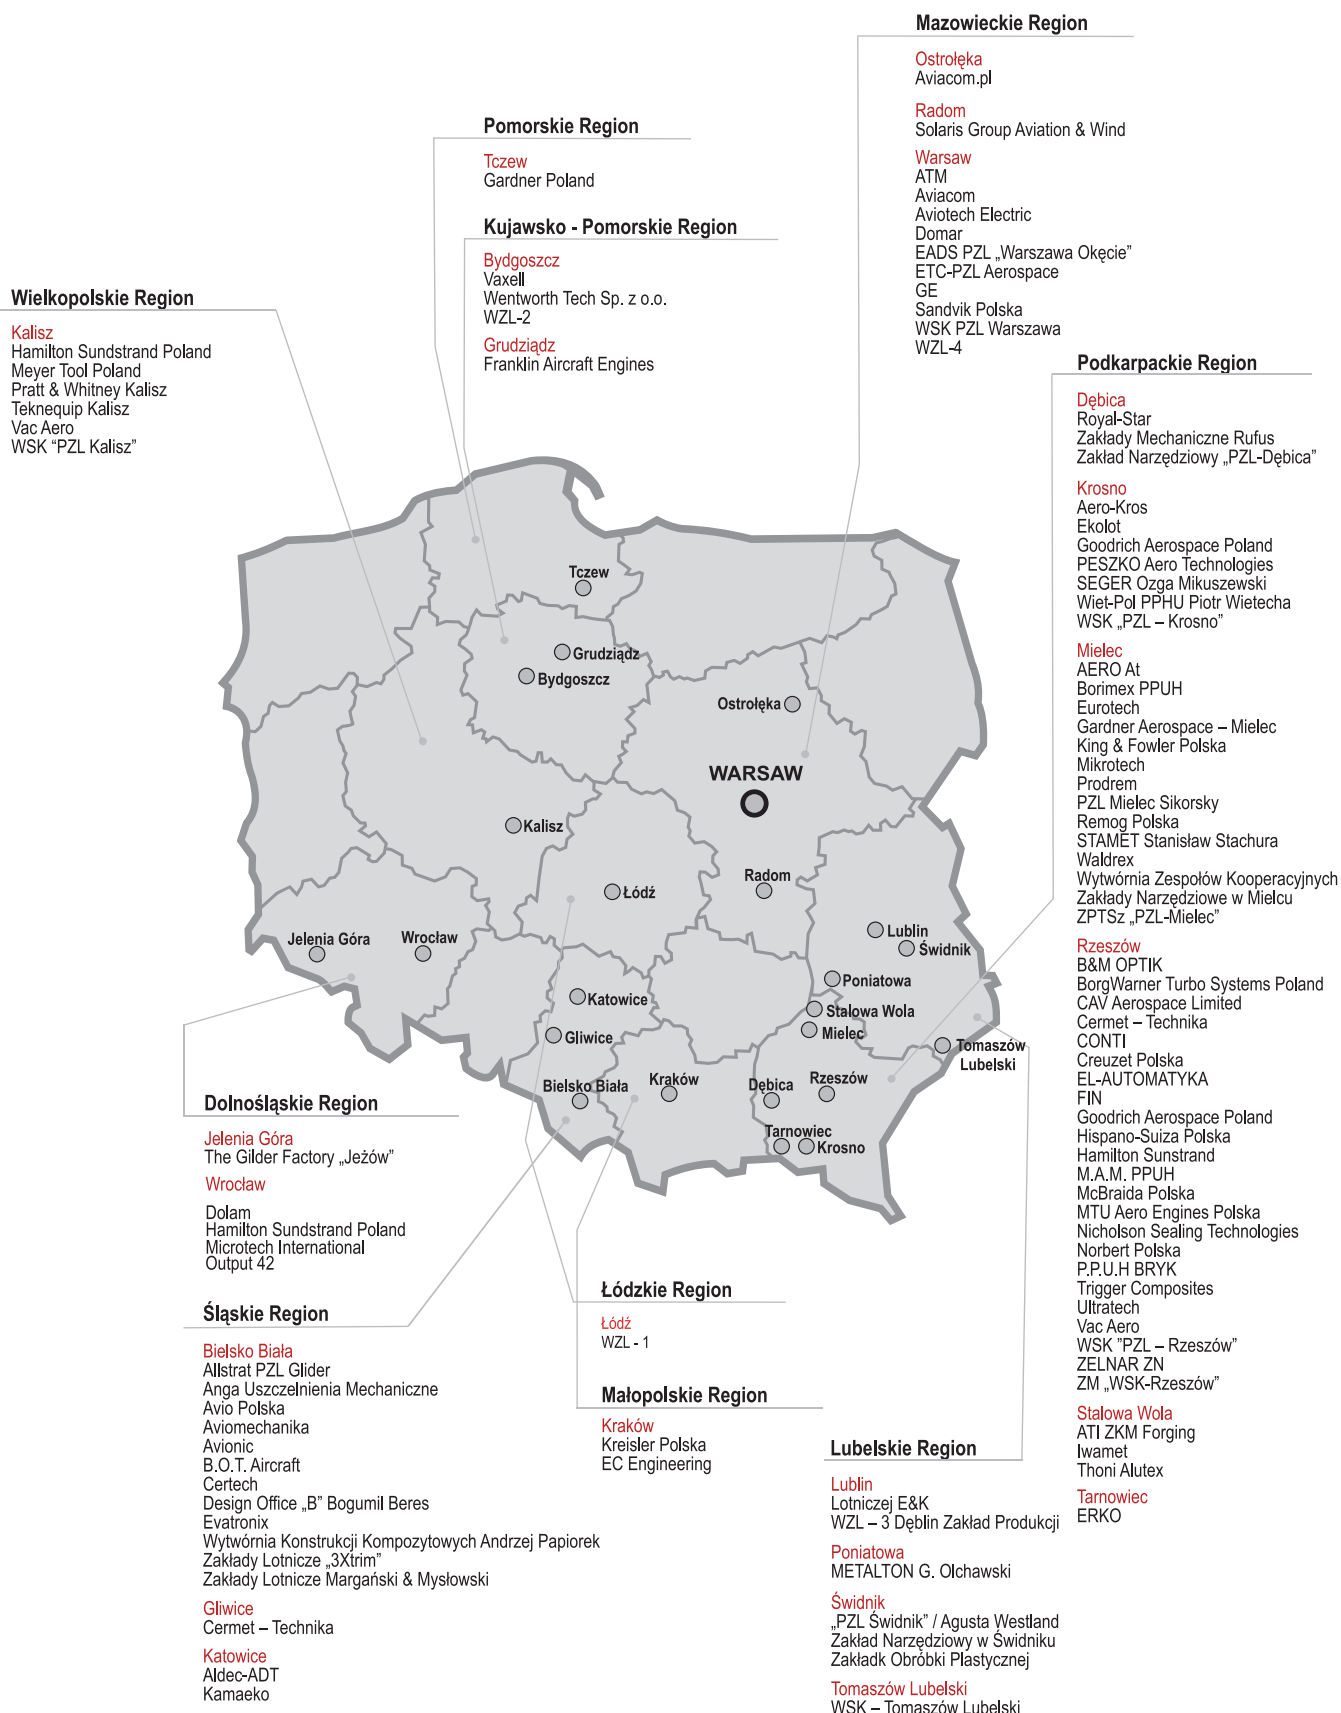 Mazowieckie Region
Ostrołęka
Aviacom.pl
Radom
Solaris Group Aviation & Wind
Warsaw
ATM
Aviacom
Aviotech Electric
Domar
EADS PZL „Warszawa Okęcie”
ETC-PZL Aerospace
GE
Sandvik Polska
WSK PZL Warszawa
WZL-4
Pomorskie Region
Tczew
Gardner Poland
Kujawsko - Pomorskie Region
Bydgoszcz
Vaxell
Wentworth Tech Sp. z o.o.
WZL-2
Grudziądz
Franklin Aircraft Engines
Wielkopolskie Region
Kalisz
Hamilton Sundstrand Poland
Meyer Tool Poland
Pratt & Whitney Kalisz
Teknequip Kalisz
Vac Aero
WSK “PZL Kalisz”
Podkarpackie Region
Dębica
Royal-Star
Zakłady Mechaniczne Rufus
Zakład Narzędziowy „PZL-Dębica”
Krosno
Aero-Kros
Ekolot
Goodrich Aerospace Poland
PESZKO Aero Technologies
SEGER Ozga Mikuszewski
Wiet-Pol PPHU Piotr Wietecha
WSK „PZL – Krosno”
Mielec
AERO At
Borimex PPUH
Eurotech
Gardner Aerospace – Mielec
King & Fowler Polska
Mikrotech
Prodrem
PZL Mielec Sikorsky
Remog Polska
STAMET Stanisław Stachura
Waldrex
Wytwórnia Zespołów Kooperacyjnych
Zakłady Narzędziowe w Mielcu
ZPTSz „PZL-Mielec”
Rzeszów
B&M OPTIK
BorgWarner Turbo Systems Poland
CAV Aerospace Limited
Cermet – Technika
CONTI
Creuzet Polska
EL-AUTOMATYKA
FIN
Goodrich Aerospace Poland
Hispano-Suiza Polska
Hamilton Sunstrand
M.A.M. PPUH
McBraida Polska
MTU Aero Engines Polska
Nicholson Sealing Technologies
Norbert Polska
P.P.U.H BRYK
Trigger Composites
Ultratech
Vac Aero
WSK ”PZL – Rzeszów”
ZELNAR ZN
ZM „WSK-Rzeszów”
Stalowa Wola
ATI ZKM Forging
Iwamet
Thoni Alutex
Tarnowiec
ERKO
Tczew
Grudziądz
Bydgoszcz
Ostrołęka
WARSAW
Kalisz
Łódź
Radom
Jelenia Góra
Wrocław
Lublin
Świdnik
Poniatowa
Katowice
Stalowa Wola
Mielec
Gliwice
Tomaszów
Lubelski
Bielsko Biała
Kraków
Dębica
Rzeszów
Tarnowiec
Krosno
Dolnośląskie Region
Jelenia Góra
The Gilder Factory „Jeżów”
Wrocław
Dolam
Hamilton Sundstrand Poland
Microtech International
Output 42
Śląskie Region
Bielsko Biała
Allstrat PZL Glider
Anga Uszczelnienia Mechaniczne
Avio Polska
Aviomechanika
Avionic
B.O.T. Aircraft
Certech
Design Office „B” Bogumil Beres
Evatronix
Wytwórnia Konstrukcji Kompozytowych Andrzej Papiorek
Zakłady Lotnicze „3Xtrim”
Zakłady Lotnicze Margański & Mysłowski
Gliwice
Cermet – Technika
Katowice
Aldec-ADT
Kamaeko
Łódzkie Region
Łódź
WZL - 1
Małopolskie Region
Kraków
Kreisler Polska
EC Engineering
Lubelskie Region
Lublin
Lotniczej E&K
WZL – 3 Dęblin Zakład Produkcji
Poniatowa
METALTON G. Olchawski
Świdnik
„PZL Świdnik” / Agusta Westland
Zakład Narzędziowy w Świdniku
Zakładk Obróbki Plastycznej
Tomaszów Lubelski
WSK – Tomaszów Lubelski